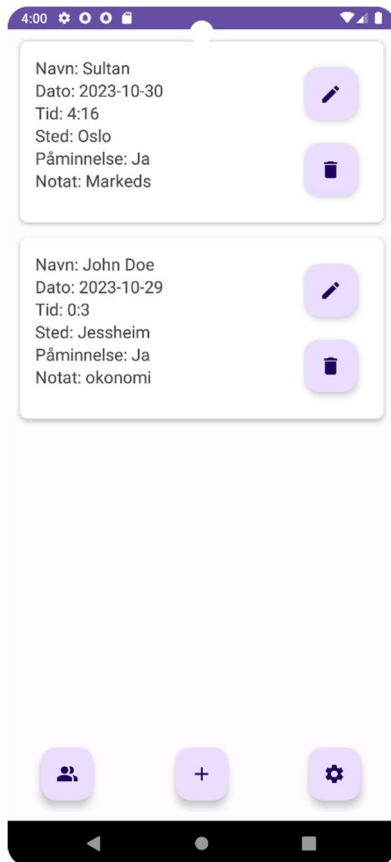 4:00
Navn: Sultan
Dato: 2023-10-30
Tid: 4:16
Sted: Oslo
Påminnelse: Ja
Notat: Markeds
Navn: John Doe
Dato: 2023-10-29
Tid: 0:3
Sted: Jessheim
Påminnelse: Ja
Notat: okonomi